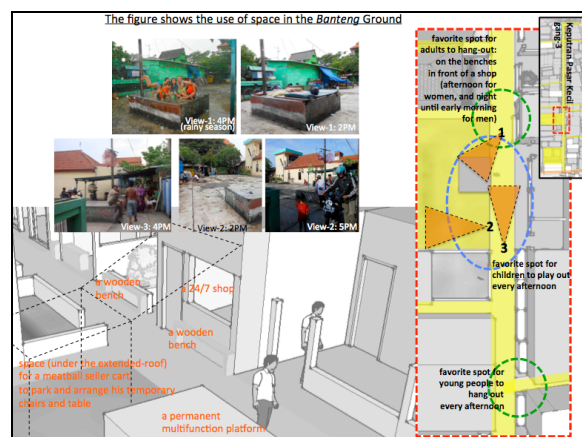 The figure shows the use of space in the Banteng Ground
View-1: 4PM
(rainy season)
View-1: 2PM
View-3: 4PM
View-2: 2PM
View-2: 5PM
a wooden
bench
a 24/7 shop
a wooden
bench
space (under the extended-roof)
for a meatball seller cart
to park and arrange his temporary
chairs and table
a permanent
multifunction platform
favorite spot for
adults to hang-out:
on the benches
in front of a shop
(afternoon for
women, and night
until early morning
for men)
1
2
3
favorite spot for
children to play out
every afternoon
favorite spot for
young people to
hang out
every afternoon
Kepatran Pasar Kecil
gang-3